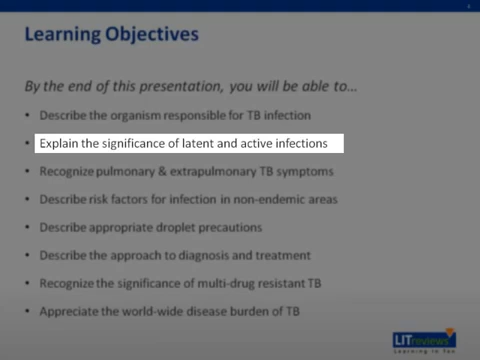 Learning Objectives
By the end of this presentation, you will be able to…
• Describe the organism responsible for TB infection
• Explain the significance of latent and active infections
• Recognize pulmonary & extrapulmonary TB symptoms
• Describe risk factors for infection in non-endemic areas
• Describe appropriate droplet precautions
• Describe the approach to diagnosis and treatment
• Recognize the significance of multi-drug resistant TB
• Appreciate the world-wide disease burden of TB
LITreviews
Learning in Ten